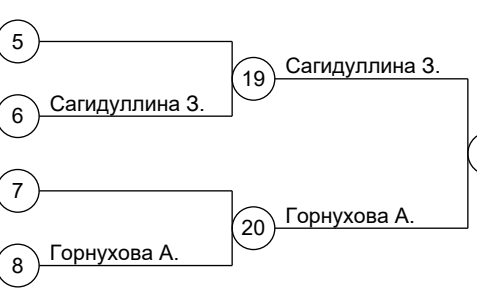 5
19 Сагидуллина З.
6 Сагидуллина З.
7
20 Горнухова А.
8 Горнухова А.